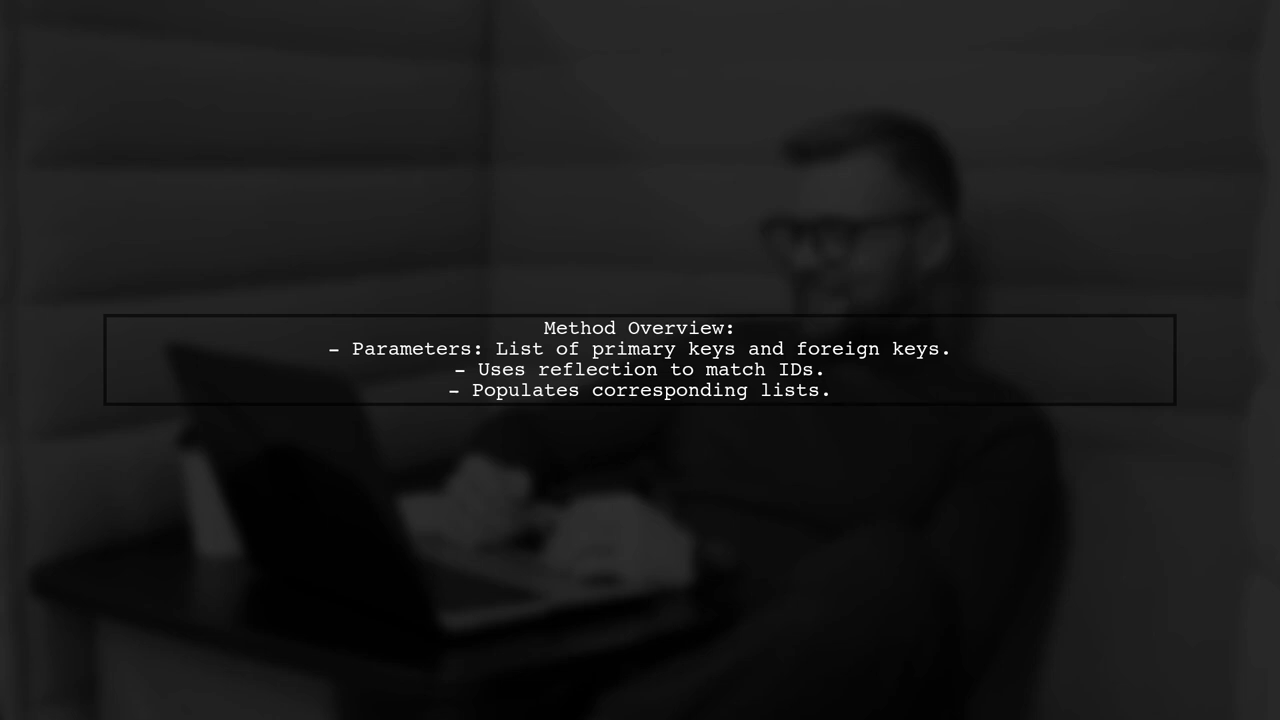 Method Overview:
- Parameters: List of primary keys and foreign keys.
- Uses reflection to match IDs.
- Populates corresponding lists.